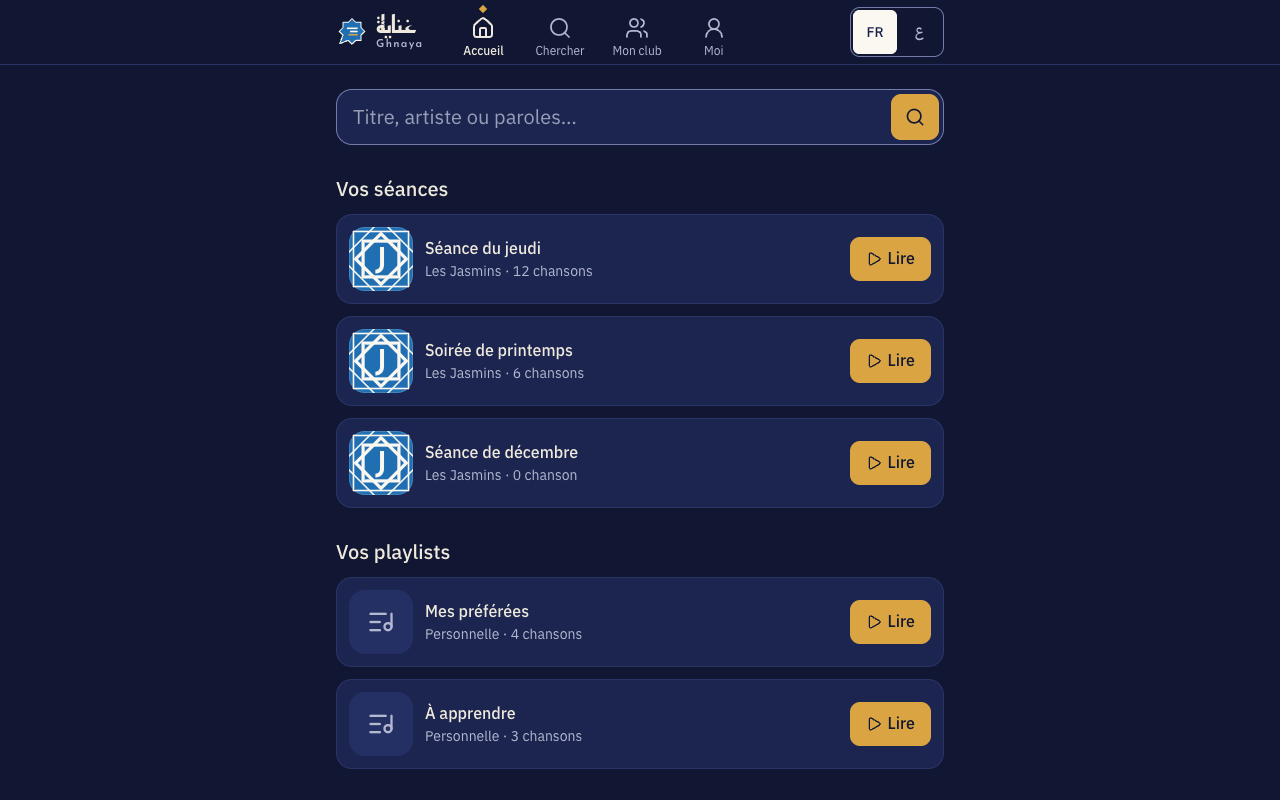 غناية
Ghnaya
Accueil
Chercher
Mon club
Moi
FR
ع
Titre, artiste ou paroles...
Vos séances
J
Séance du jeudi
Les Jasmins · 12 chansons
Lire
J
Soirée de printemps
Les Jasmins · 6 chansons
Lire
J
Séance de décembre
Les Jasmins · 0 chanson
Lire
Vos playlists
Mes préférées
Personnelle · 4 chansons
Lire
À apprendre
Personnelle · 3 chansons
Lire